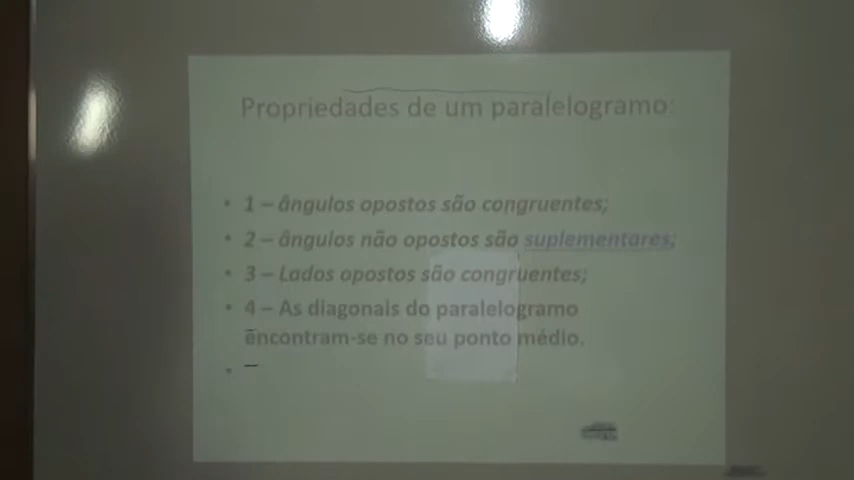 Propriedades de um paralelogramo:
• 1 – ângulos opostos são congruentes;
• 2 – ângulos não opostos são suplementares;
• 3 – Lados opostos são congruentes;
• 4 – As diagonais do paralelogramo
encontram-se no seu ponto médio.
•